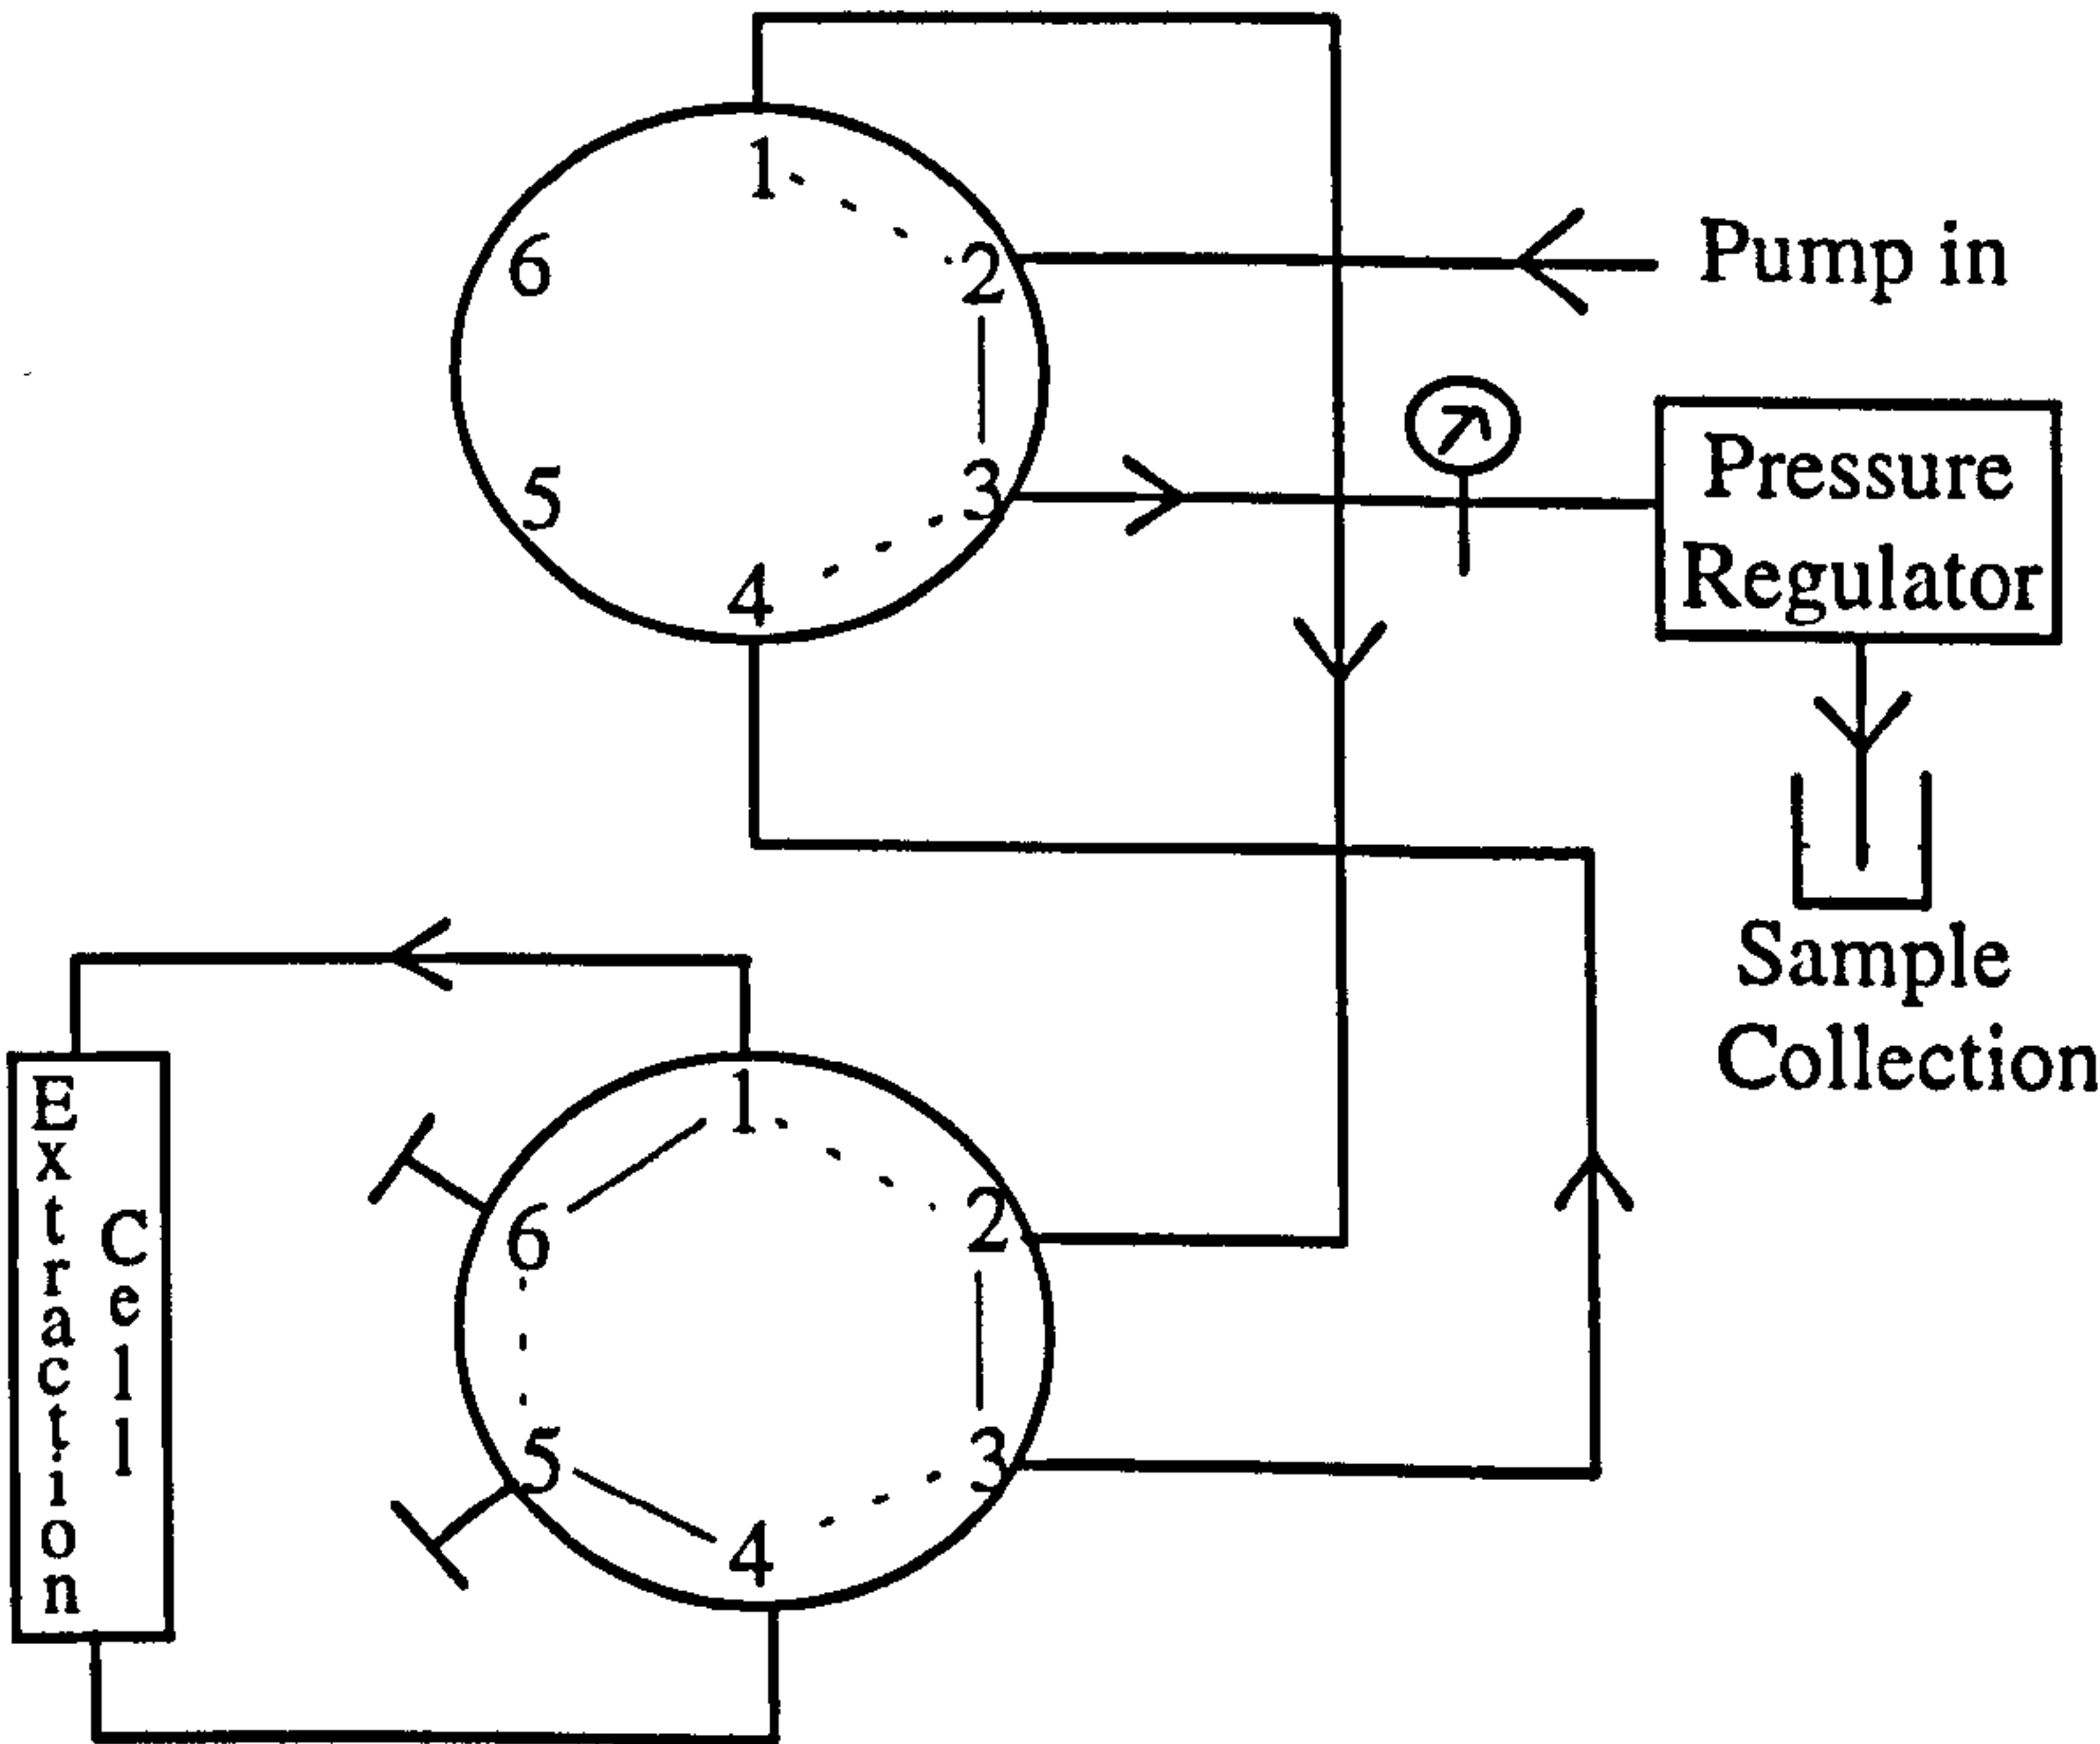 1
6
2
Pump in
5
3
4
Pressure
Regulator
Sample
Collection
Extraction
Cell
1
6
2
5
3
4